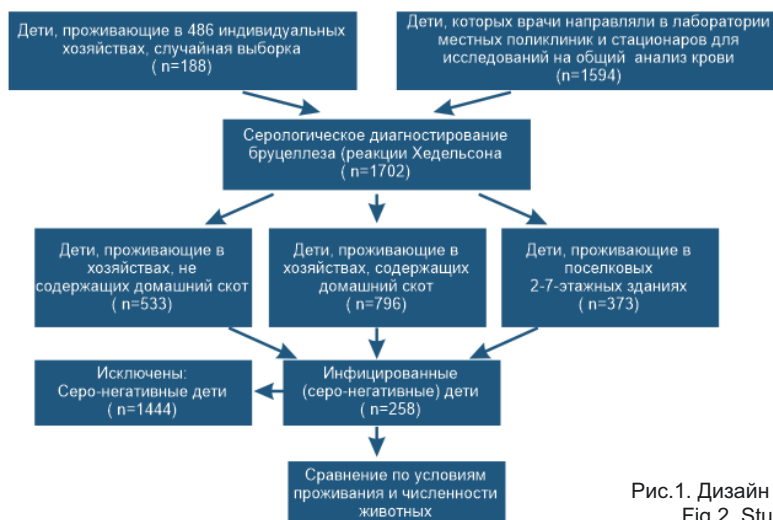 Дети, проживающие в 486 индивидуальных
хозяйствах, случайная выборка
( n=188)
Дети, которых врачи направляли в лаборатории
местных поликлиник и стационаров для
исследований на общий анализ крови
(n=1594)
Серологическое диагностирование
бруцеллеза (реакции Хедельсона
( n=1702)
Дети, проживающие в
хозяйствах, не
содержащих домашний скот
( n=533)
Дети, проживающие в
хозяйствах, содержащих
домашний скот
( n=796)
Дети, проживающие в
поселковых
2-7-этажных зданиях
( n=373)
Исключены:
Серо-негативные дети
( n=1444)
Инфицированные
(серо-негативные) дети
( n=258)
Сравнение по условиям
проживания и численности
животных
Рис.1. Дизайн
Fig.2. Stu